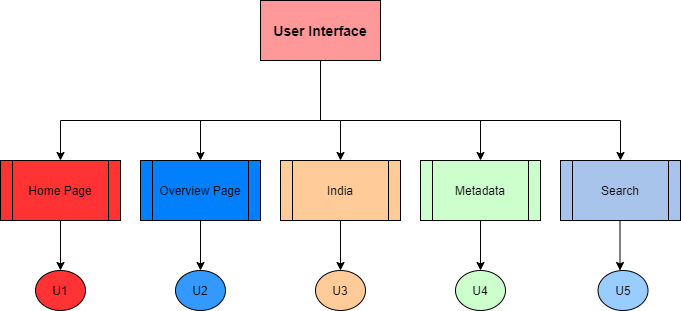 User Interface
Home Page
Overview Page
India
Metadata
Search
U1
U2
U3
U4
U5